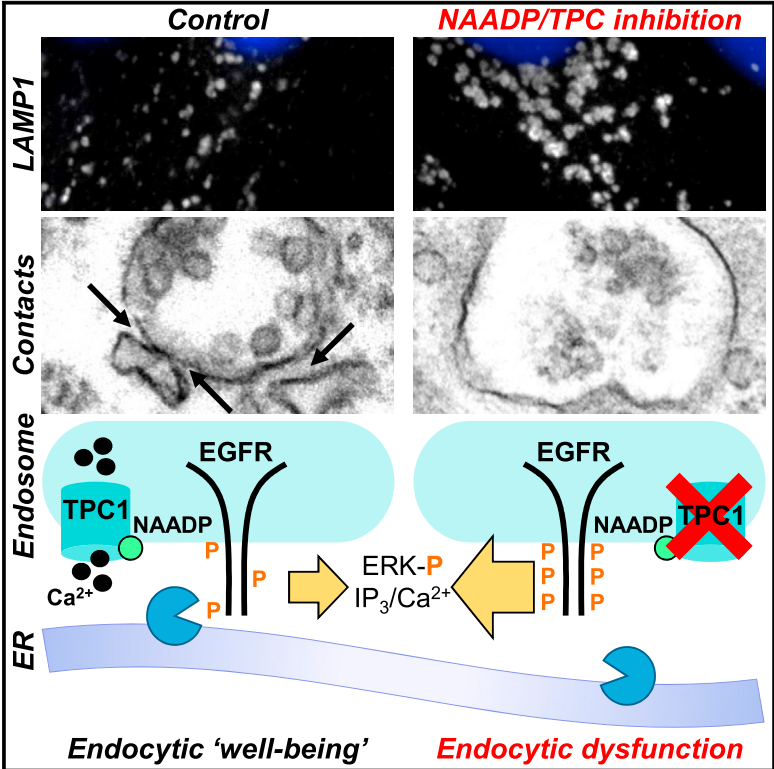 Control
NAADP/TPC inhibition
LAMP1
Contacts
Endosome
EGFR
TPC1
NAADP
P
P
P
Ca²⁺
ERK-P
IP₃/Ca²⁺
EGFR
NAADP
TPC1
P P
P P
P P
ER
Endocytic ‘well-being’
Endocytic dysfunction